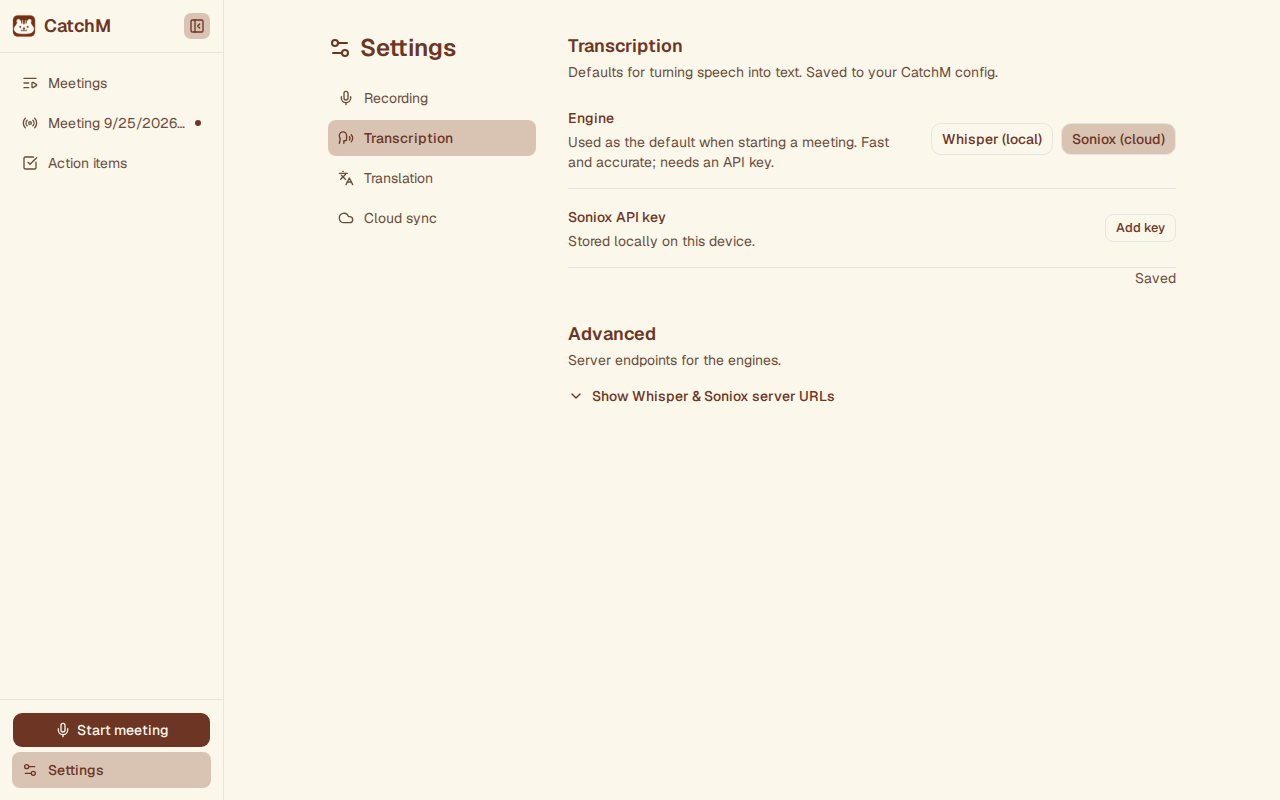 CatchM
Meetings
Meeting 9/25/2026...
Action items
Start meeting
Settings
Settings
Recording
Transcription
Translation
Cloud sync
Transcription
Defaults for turning speech into text. Saved to your CatchM config.
Engine
Used as the default when starting a meeting. Fast
and accurate; needs an API key.
Whisper (local)
Soniox (cloud)
Soniox API key
Stored locally on this device.
Add key
Saved
Advanced
Server endpoints for the engines.
Show Whisper & Soniox server URLs